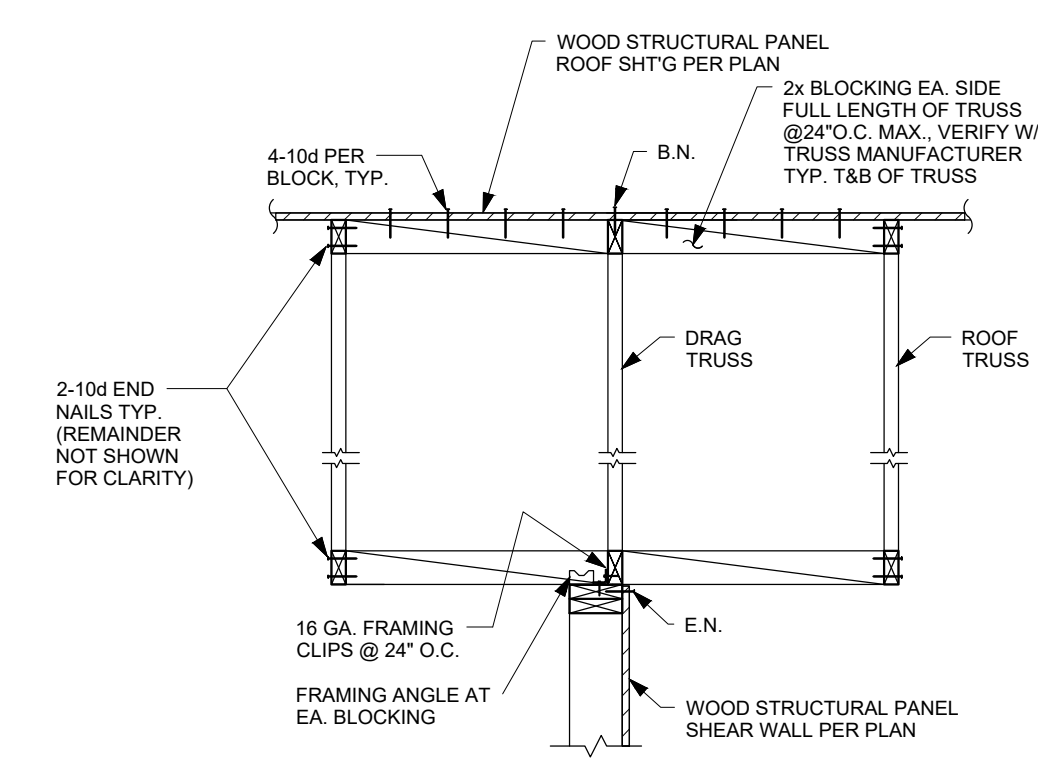 WOOD STRUCTURAL PANEL
ROOF SHT'G PER PLAN
2x BLOCKING EA. SIDE
FULL LENGTH OF TRUSS
@24"O.C. MAX., VERIFY W/
TRUSS MANUFACTURER
TYP. T&B OF TRUSS
4-10d PER
BLOCK, TYP.
B.N.
DRAG
TRUSS
ROOF
TRUSS
2-10d END
NAILS TYP.
(REMAINDER
NOT SHOWN
FOR CLARITY)
16 GA. FRAMING
CLIPS @ 24" O.C.
E.N.
FRAMING ANGLE AT
EA. BLOCKING
WOOD STRUCTURAL PANEL
SHEAR WALL PER PLAN